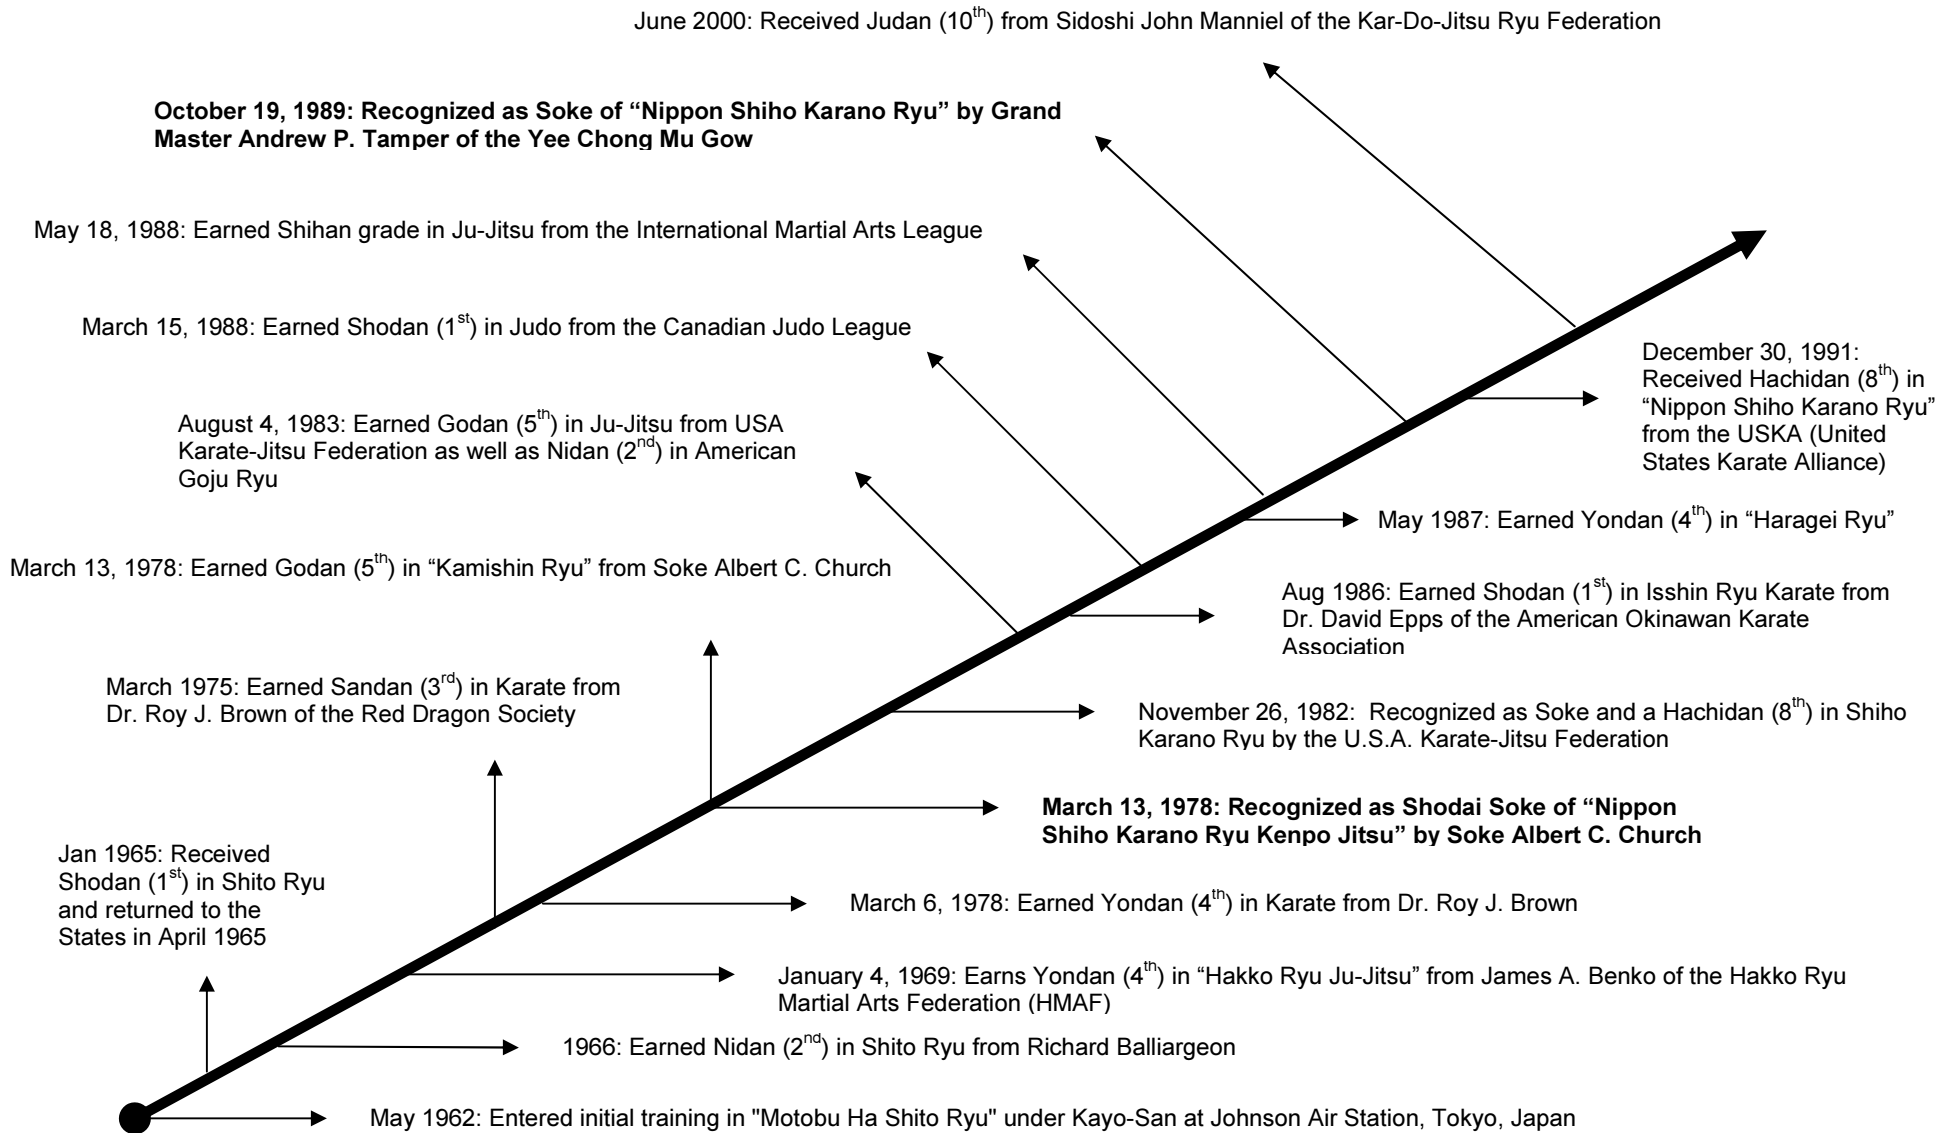 June 2000: Received Judan (10th) from Sidoshi John Manniel of the Kar-Do-Jitsu Ryu Federation
October 19, 1989: Recognized as Soke of “Nippon Shiho Karano Ryu” by Grand
Master Andrew P. Tamper of the Yee Chong Mu Gow
May 18, 1988: Earned Shihan grade in Ju-Jitsu from the International Martial Arts League
March 15, 1988: Earned Shodan (1st) in Judo from the Canadian Judo League
December 30, 1991:
Received Hachidan (8th) in
“Nippon Shiho Karano Ryu”
from the USKA (United
States Karate Alliance)
August 4, 1983: Earned Godan (5th) in Ju-Jitsu from USA
Karate-Jitsu Federation as well as Nidan (2nd) in American
Goju Ryu
May 1987: Earned Yondan (4th) in “Haragei Ryu”
March 13, 1978: Earned Godan (5th) in “Kamishin Ryu” from Soke Albert C. Church
Aug 1986: Earned Shodan (1st) in Isshin Ryu Karate from
Dr. David Epps of the American Okinawan Karate
Association
March 1975: Earned Sandan (3rd) in Karate from
Dr. Roy J. Brown of the Red Dragon Society
November 26, 1982:  Recognized as Soke and a Hachidan (8th) in Shiho
Karano Ryu by the U.S.A. Karate-Jitsu Federation
March 13, 1978: Recognized as Shodai Soke of “Nippon
Shiho Karano Ryu Kenpo Jitsu” by Soke Albert C. Church
Jan 1965: Received
Shodan (1st) in Shito Ryu
and returned to the
States in April 1965
March 6, 1978: Earned Yondan (4th) in Karate from Dr. Roy J. Brown
January 4, 1969: Earns Yondan (4th) in “Hakko Ryu Ju-Jitsu” from James A. Benko of the Hakko Ryu
Martial Arts Federation (HMAF)
1966: Earned Nidan (2nd) in Shito Ryu from Richard Balliargeon
May 1962: Entered initial training in "Motobu Ha Shito Ryu" under Kayo-San at Johnson Air Station, Tokyo, Japan